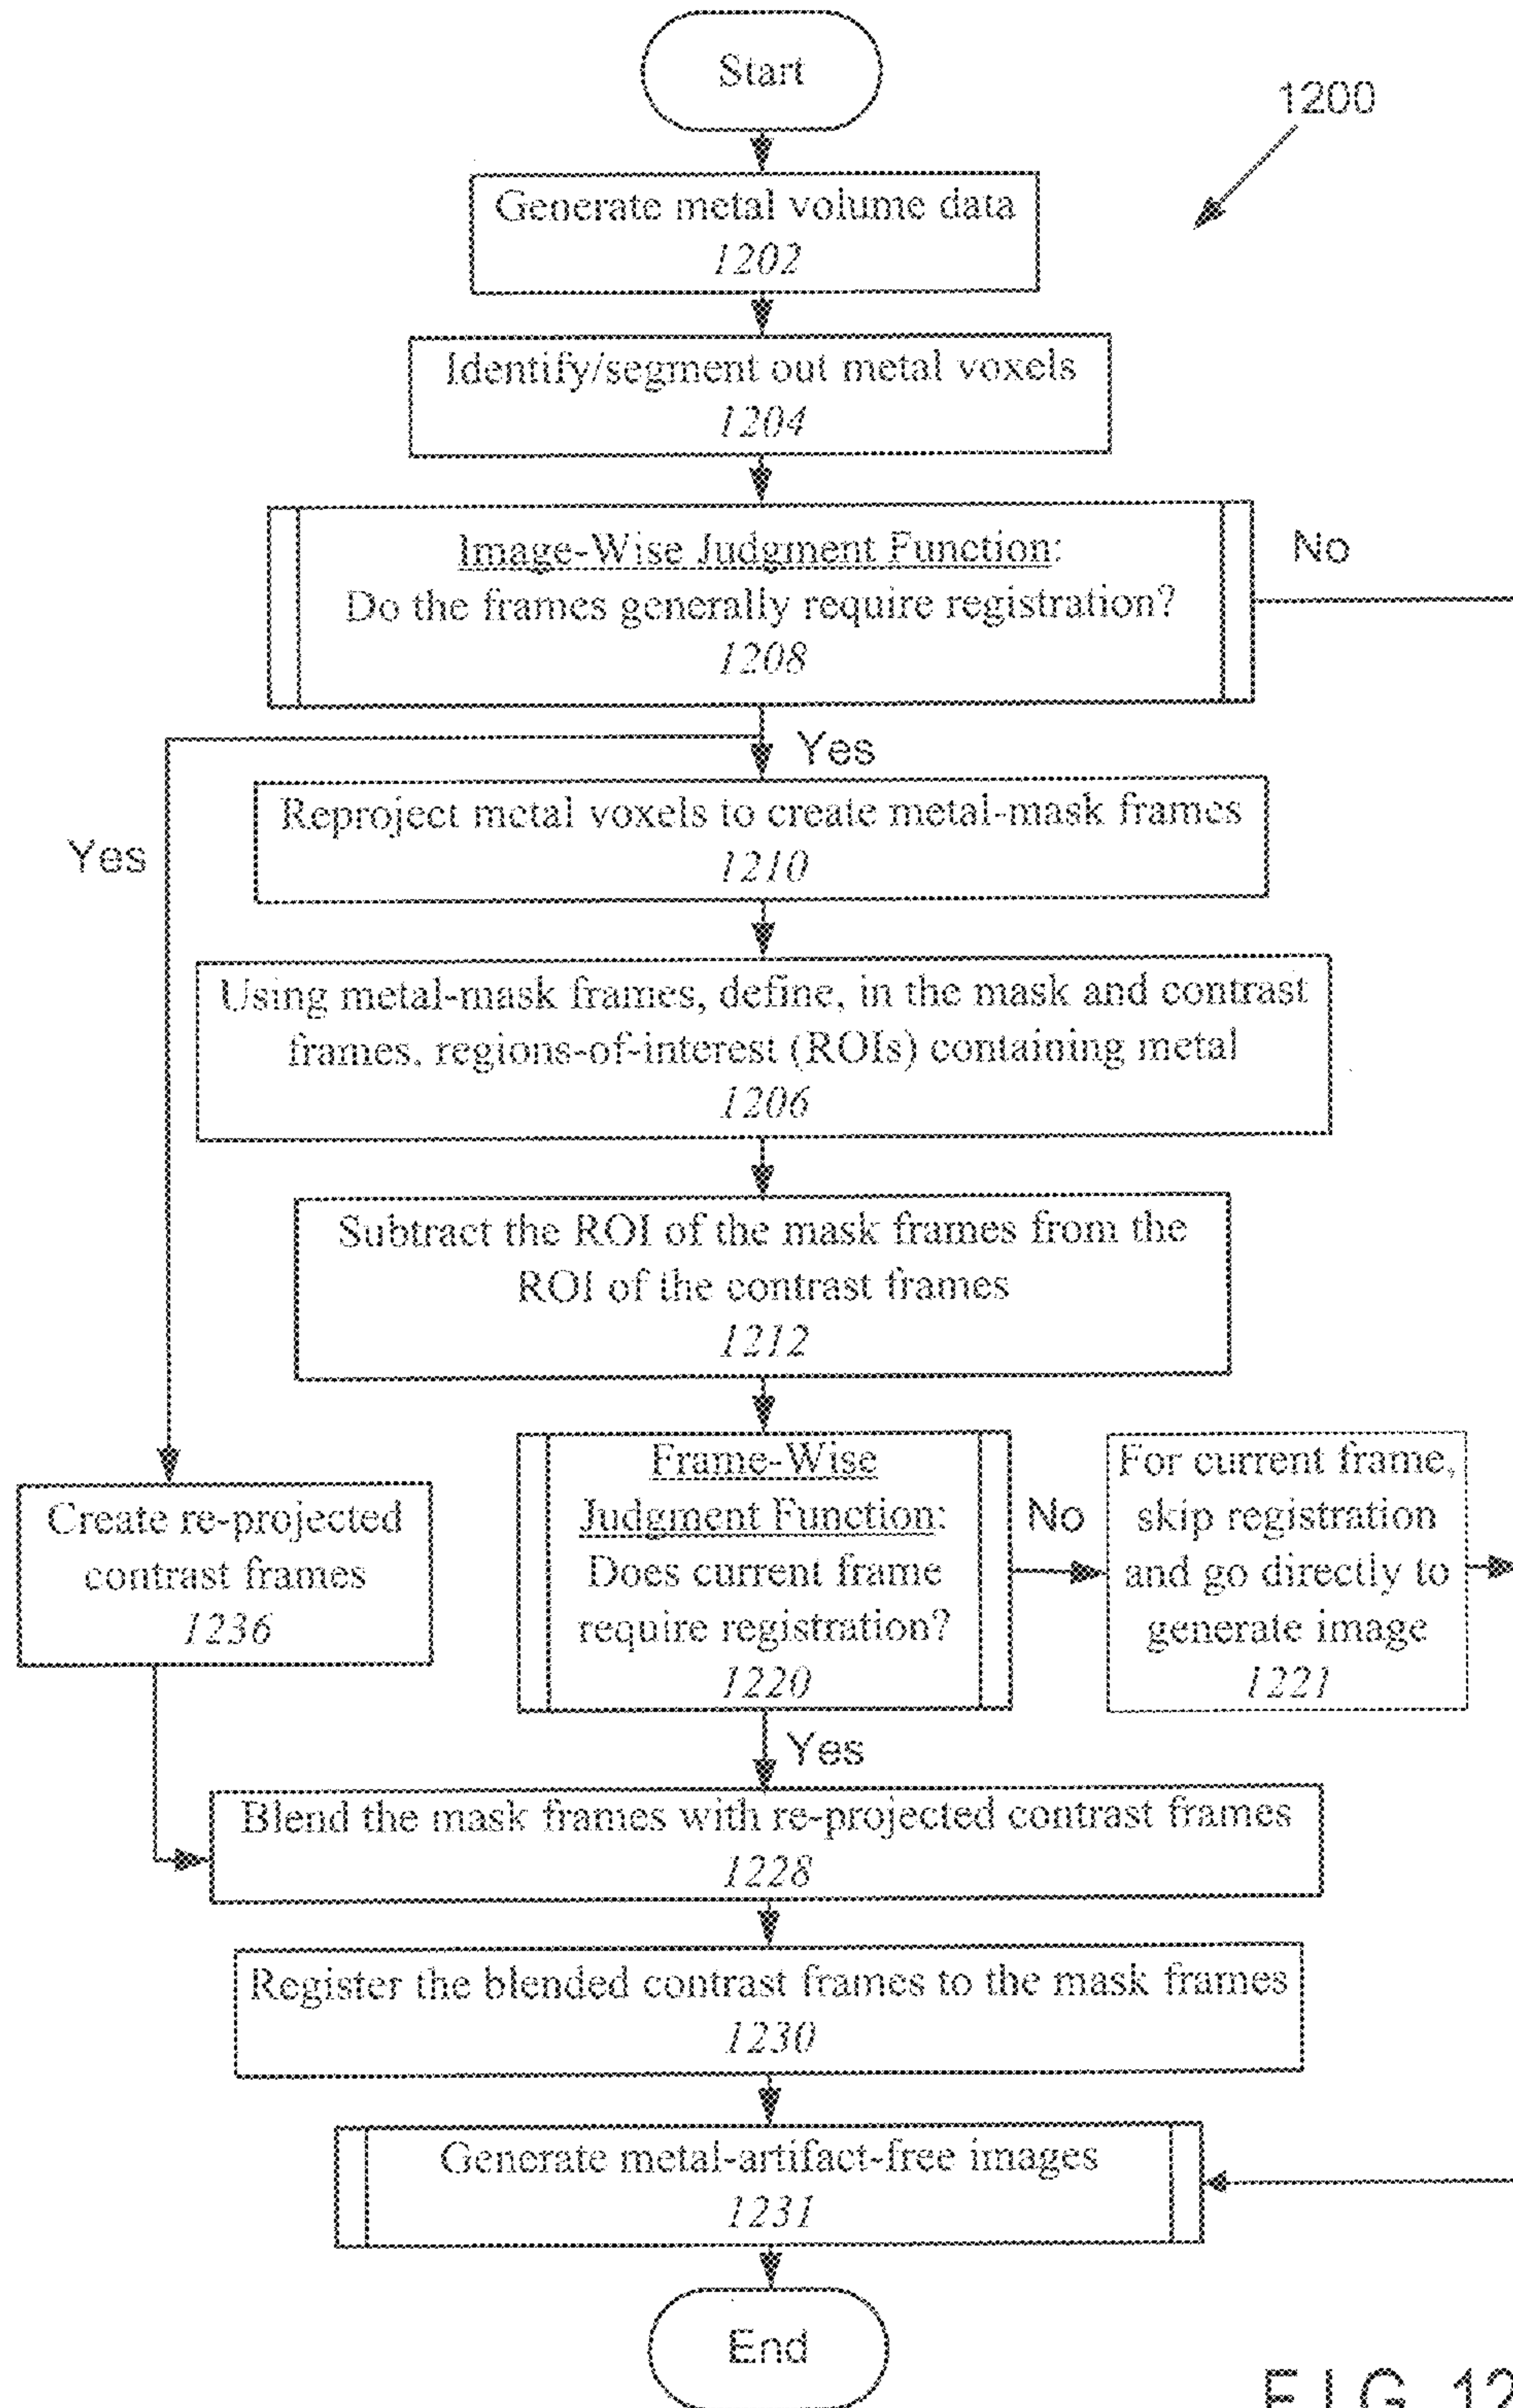 Start
1200
Generate metal volume data
1202
Identify/segment out metal voxels
1204
Image-Wise Judgment Function:
Do the frames generally require registration?
1208
No
Yes
Yes
Reproject metal voxels to create metal-mask frames
1210
Using metal-mask frames, define, in the mask and contrast
frames, regions-of-interest (ROIs) containing metal
1206
Subtract the ROI of the mask frames from the
ROI of the contrast frames
1212
Create re-projected
contrast frames
1236
Frame-Wise
Judgment Function:
Does current frame
require registration?
1220
No
For current frame,
skip registration
and go directly to
generate image
1221
Yes
Blend the mask frames with re-projected contrast frames
1228
Register the blended contrast frames to the mask frames
1230
Generate metal-artifact-free images
1231
End
FIG. 12